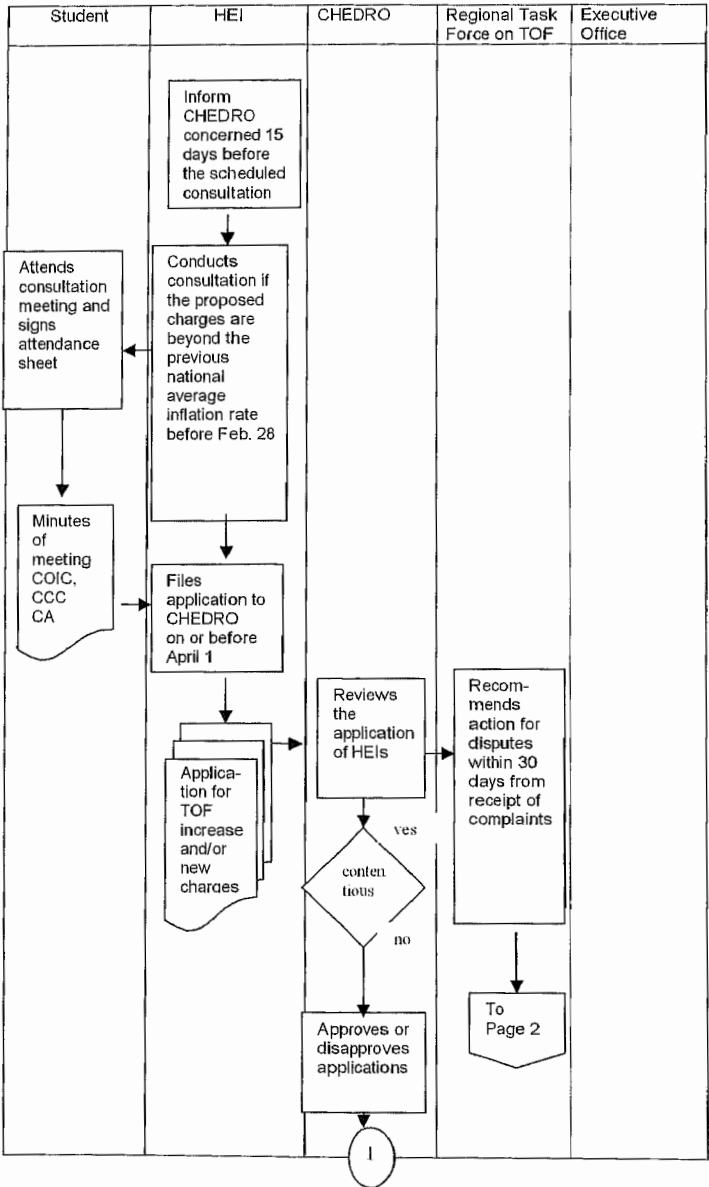 Student
HEI
CHEDRO
Regional Task
Force on TOF
Executive
Office
Inform
CHEDRO
concerned 15
days before
the scheduled
consultation
Attends
consultation
meeting and
signs
attendance
sheet
Conducts
consultation if
the proposed
charges are
beyond the
previous
national
average
inflation rate
before Feb. 28
Minutes
of
meeting
COIC,
CCC
CA
Files
application to
CHEDRO
on or before
April 1
Applica-
tion for
TOF
increase
and/or
new
charges
Reviews
the
application
of HEIs
Recom-
mends
action for
disputes
within 30
days from
receipt of
complaints
yes
conten
tious
no
To
Page 2
Approves or
disapproves
applications
1